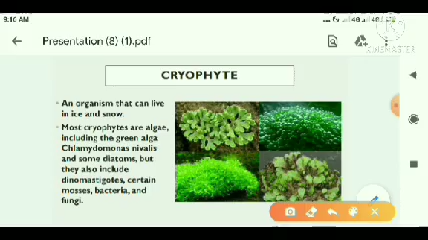 9:16 AM
Presentation (8) (1).pdf
KINEMASTER
CRYOPHYTE
• An organism that can live
in ice and snow.
• Most cryophytes are algae,
including the green alga
Chlamydomonas nivalis
and some diatoms, but
they also include
dinomastigotes, certain
mosses, bacteria, and
fungi.